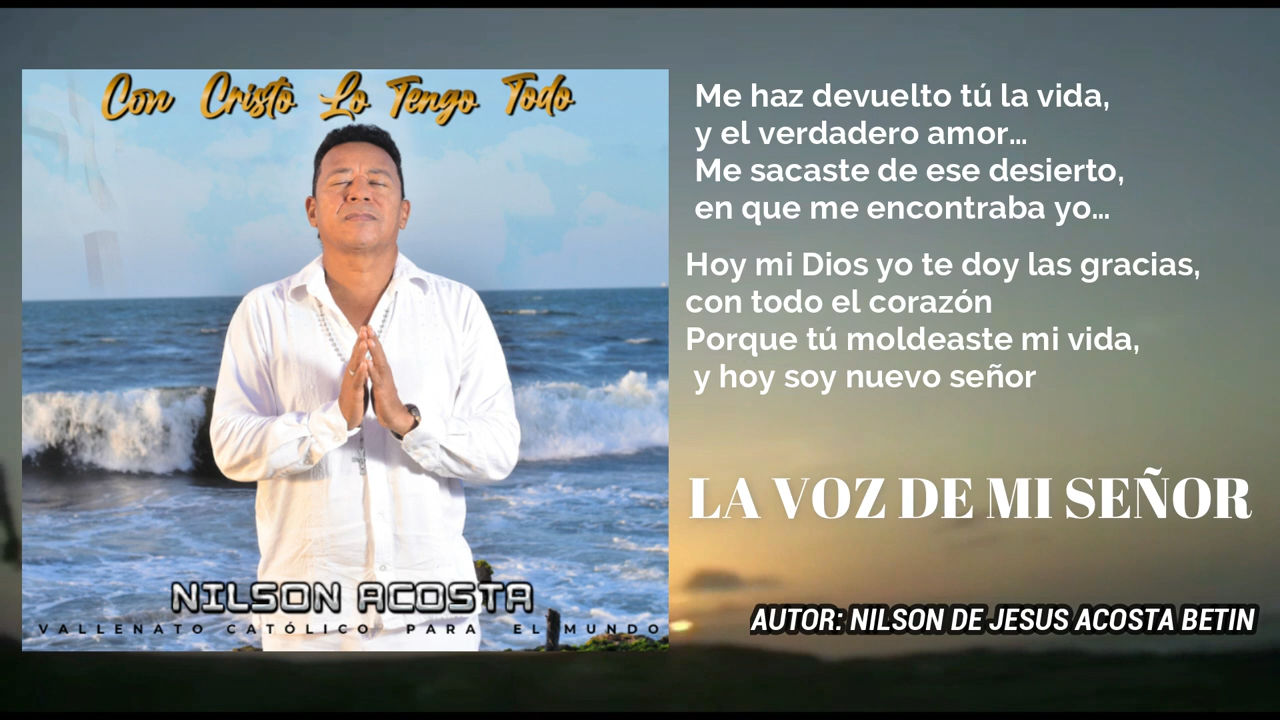 Con Cristo Lo Tengo Todo
NILSON ACOSTA
VALLENATO CATÓLICO PARA EL MUNDO
Me haz devuelto tú la vida,
y el verdadero amor...
Me sacaste de ese desierto,
en que me encontraba yo...
Hoy mi Dios yo te doy las gracias,
con todo el corazón
Porque tú moldeaste mi vida,
y hoy soy nuevo señor
LA VOZ DE MI SEÑOR
AUTOR: NILSON DE JESUS ACOSTA BETIN